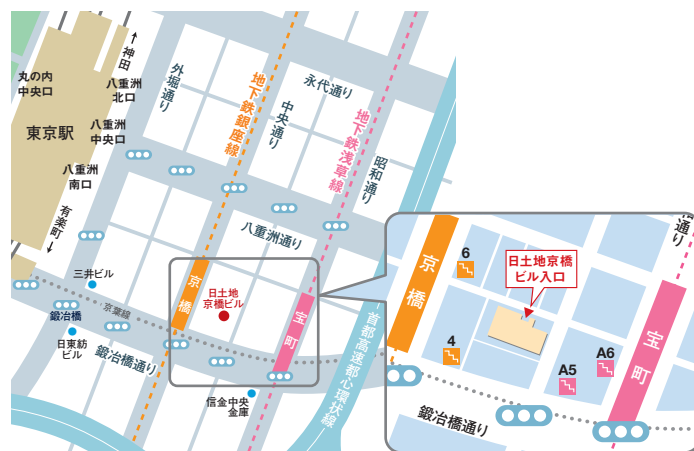 丸の内
中央口
東京駅
↑神田
八重洲
北口
八重洲
中央口
八重洲
南口
有楽町↓
外堀通り
地下鉄銀座線
中央通り
永代通り
地下鉄浅草線
昭和通り
八重洲通り
三井ビル
鍛冶橋
日東紡
ビル
京葉線
鍛冶橋通り
京橋
日土地
京橋ビル
宝町
信金中央
金庫
首都高速都心環状線
京橋
6
日土地京橋
ビル入口
4
A5
A6
宝町
昭和通り
鍛冶橋通り